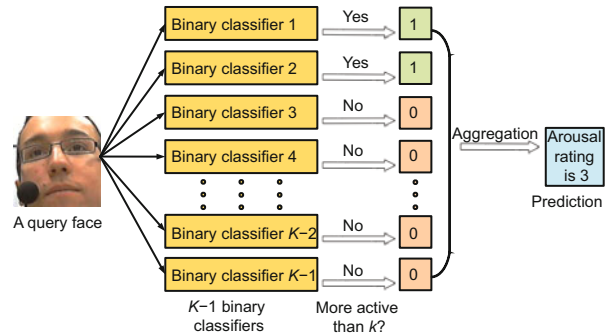 Binary classifier 1
Yes
1
Binary classifier 2
Yes
1
Binary classifier 3
No
0
Binary classifier 4
No
0
Binary classifier K−2
No
0
Binary classifier K−1
No
0
A query face
K−1 binary
classifiers
More active
than k?
Aggregation
Arousal
rating
is 3
Prediction